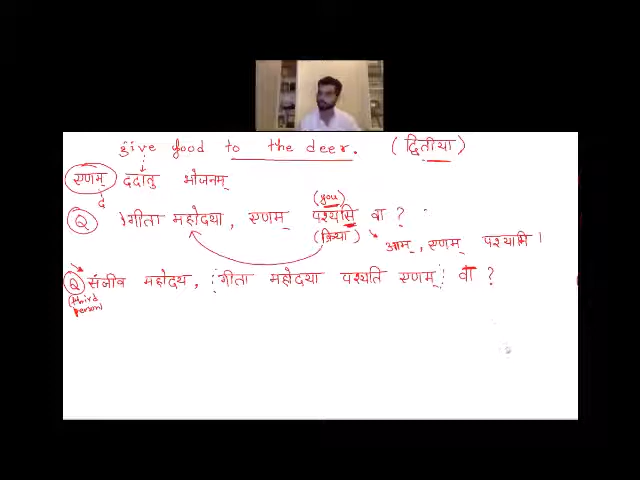 give food to the deer. (द्वितीया)
एणम् ददातु भोजनम्
(you)
Q गीता महोदया, एणम् पश्यसि वा ?
(क्रिया)
आम्, एणम् पश्यामि ।
Q संजीव महोदय, गीता महोदया पश्यति एणम् वा ?
(third person)